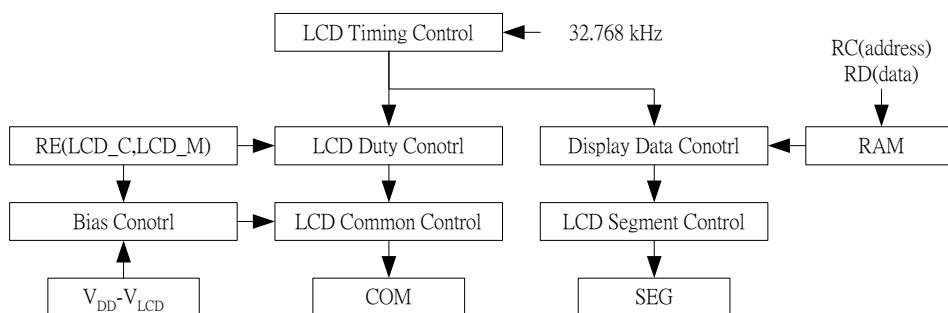 LCD Timing Control
32.768 kHz
RC(address)
RD(data)
RE(LCD_C,LCD_M)
LCD Duty Conotrl
Display Data Conotrl
RAM
Bias Conotrl
LCD Common Control
LCD Segment Control
VDD-VLCD
COM
SEG